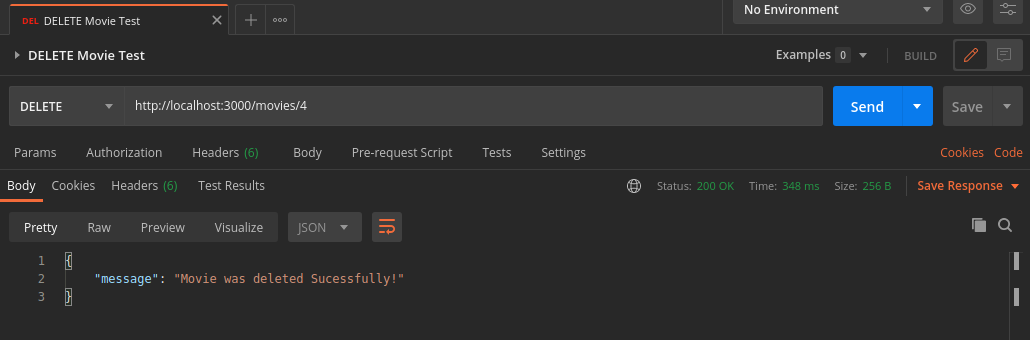 DEL DELETE Movie Test
No Environment
DELETE Movie Test
Examples 0
BUILD
DELETE
http://localhost:3000/movies/4
Send
Save
Params Authorization Headers (6) Body Pre-request Script Tests Settings Cookies Code
Body Cookies Headers (6) Test Results Status: 200 OK Time: 348 ms Size: 256 B Save Response
Pretty Raw Preview Visualize JSON
1 {
2 "message": "Movie was deleted Sucessfully!"
3 }